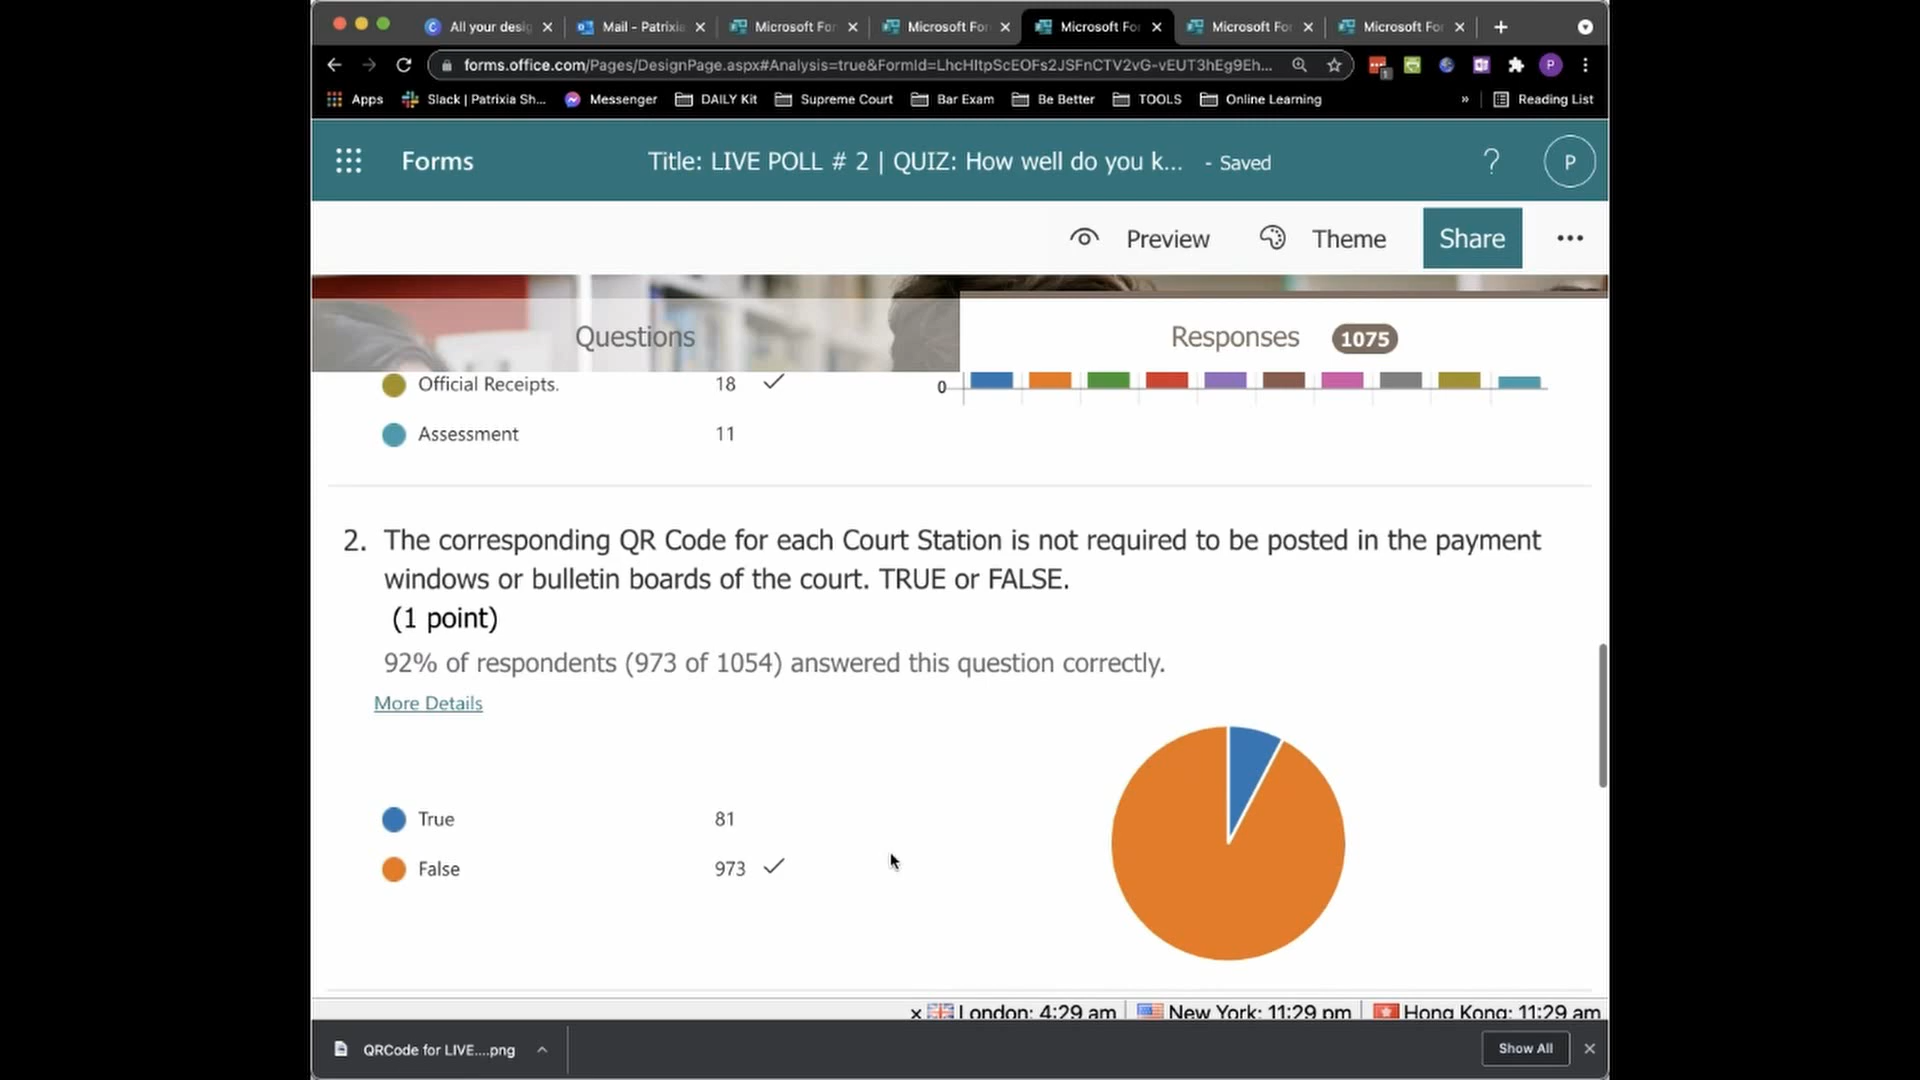 All your desig
Mail - Patrixia
Microsoft For
Microsoft For
Microsoft For
Microsoft For
Microsoft For
forms.office.com/Pages/DesignPage.aspx#Analysis=true&FormId=LhcHItpScEOFs2JSFnCTV2vG-vEUT3hEg9Eh...
Apps
Slack | Patrixia Sh...
Messenger
DAILY Kit
Supreme Court
Bar Exam
Be Better
TOOLS
Online Learning
»
Reading List
Forms
Title: LIVE POLL # 2 | QUIZ: How well do you k...
- Saved
?
P
Preview
Theme
Share
Questions
Responses 1075
Official Receipts. 18
0
Assessment 11
2. The corresponding QR Code for each Court Station is not required to be posted in the payment
windows or bulletin boards of the court. TRUE or FALSE.
(1 point)
92% of respondents (973 of 1054) answered this question correctly.
More Details
True 81
False 973
London: 4:29 am
New York: 11:29 pm
Hong Kong: 11:29 am
QRCode for LIVE....png
Show All